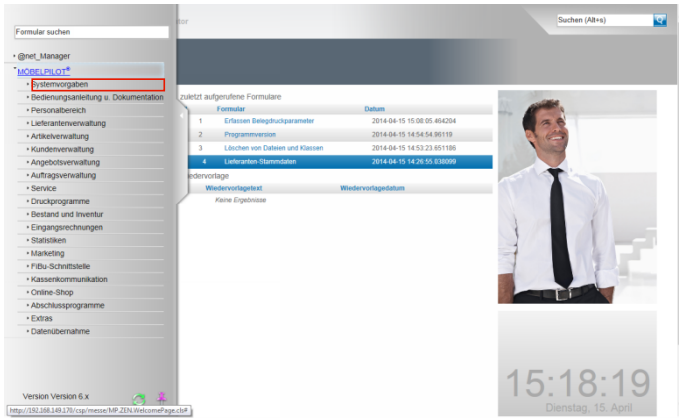 Suchen (Alt+s)
Formular suchen
@net_Manager
MÖBELPILOT®
Systemvorgaben
Bedienungsanleitung u. Dokumentation
Personalbereich
Lieferantenverwaltung
Artikelverwaltung
Kundenverwaltung
Angebotsverwaltung
Auftragsverwaltung
Service
Druckprogramme
Bestand und Inventur
Eingangsrechnungen
Statistiken
Marketing
FiBu-Schnittstelle
Kassenkommunikation
Online-Shop
Abschlussprogramme
Extras
Datenübernahme
Version Version 6.x
http://192.168.149.170/csp/messe/MP.ZEN.WelcomePage.cls#
zuletzt aufgerufene Formulare
Formular Datum
1 Erfassen Belegdruckparameter 2014-04-15 15:08:05.464204
2 Programmversion 2014-04-15 14:54:54.96119
3 Löschen von Dateien und Klassen 2014-04-15 14:53:23.651186
4 Lieferanten-Stammdaten 2014-04-15 14:26:55.038099
iedervorlage
Wiedervorlagetext Wiedervorlagedatum
Keine Ergebnisse
15:18:19
Dienstag, 15. April